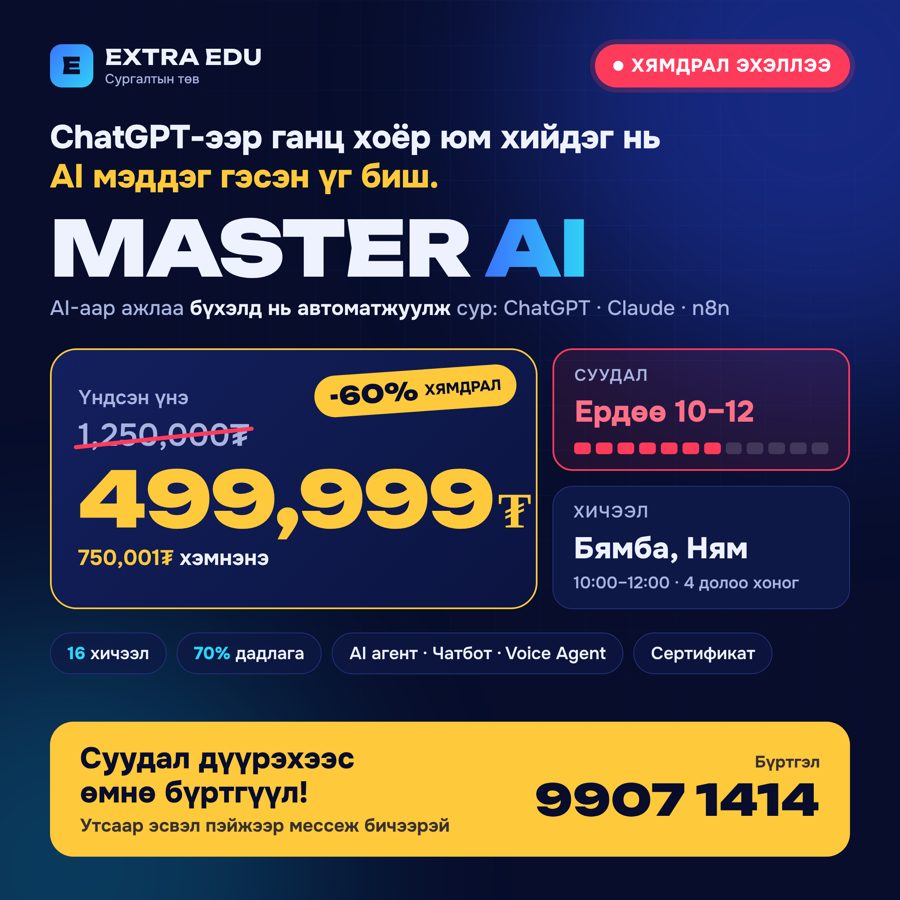 E EXTRA EDU
Сургалтын төв
ХЯМДРАЛ ЭХЭЛЛЭЭ
ChatGPT-ээр ганц хоёр юм хийдэг нь
AI мэддэг гэсэн үг биш.
MASTER AI
AI-аар ажлаа бүхэлд нь автоматжуулж сур: ChatGPT · Claude · n8n
Үндсэн үнэ
-60% ХЯМДРАЛ
1,250,000₮
499,999₮
750,001₮ хэмнэнэ
СУУДАЛ
Ердөө 10–12
ХИЧЭЭЛ
Бямба, Ням
10:00–12:00 · 4 долоо хоног
16 хичээл
70% дадлага
AI агент · Чатбот · Voice Agent
Сертификат
Суудал дүүрэхээс
өмнө бүртгүүл!
Утсаар эсвэл пэйжээр мессеж бичээрэй
Бүртгэл
9907 1414